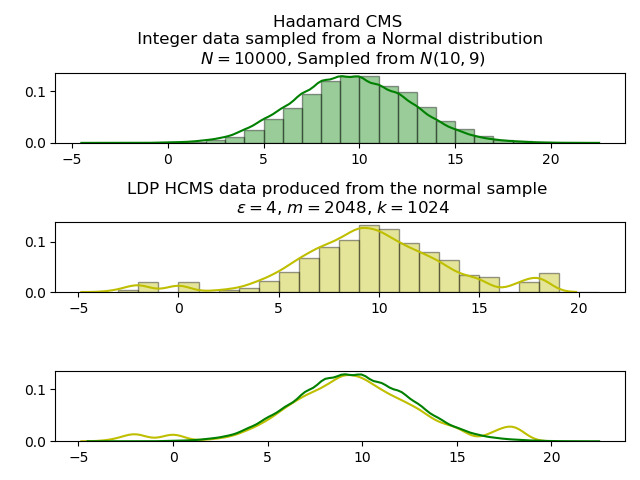 Hadamard CMS
Integer data sampled from a Normal distribution
N = 10000, Sampled from N(10, 9)
0.1
0.0
−5 0 5 10 15 20
LDP HCMS data produced from the normal sample
ε = 4, m = 2048, k = 1024
0.1
0.0
−5 0 5 10 15 20
0.1
0.0
−5 0 5 10 15 20